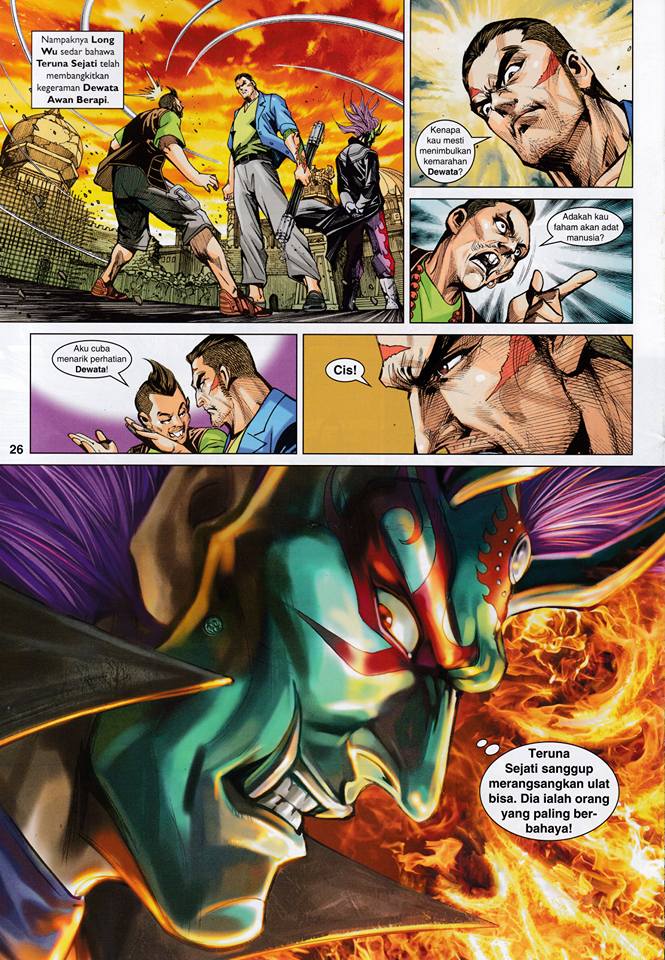 Nampaknya Long
Wu sedar bahawa
Teruna Sejati telah
membangkitkan
kegeraman Dewata
Awan Berapi.
Kenapa
kau mesti
menimbulkan
kemarahan
Dewata?
Adakah kau
faham akan adat
manusia?
Aku cuba
menarik perhatian
Dewata!
Cis!
26
Teruna
Sejati sanggup
merangsangkan ulat
bisa. Dia ialah orang
yang paling ber-
bahaya!